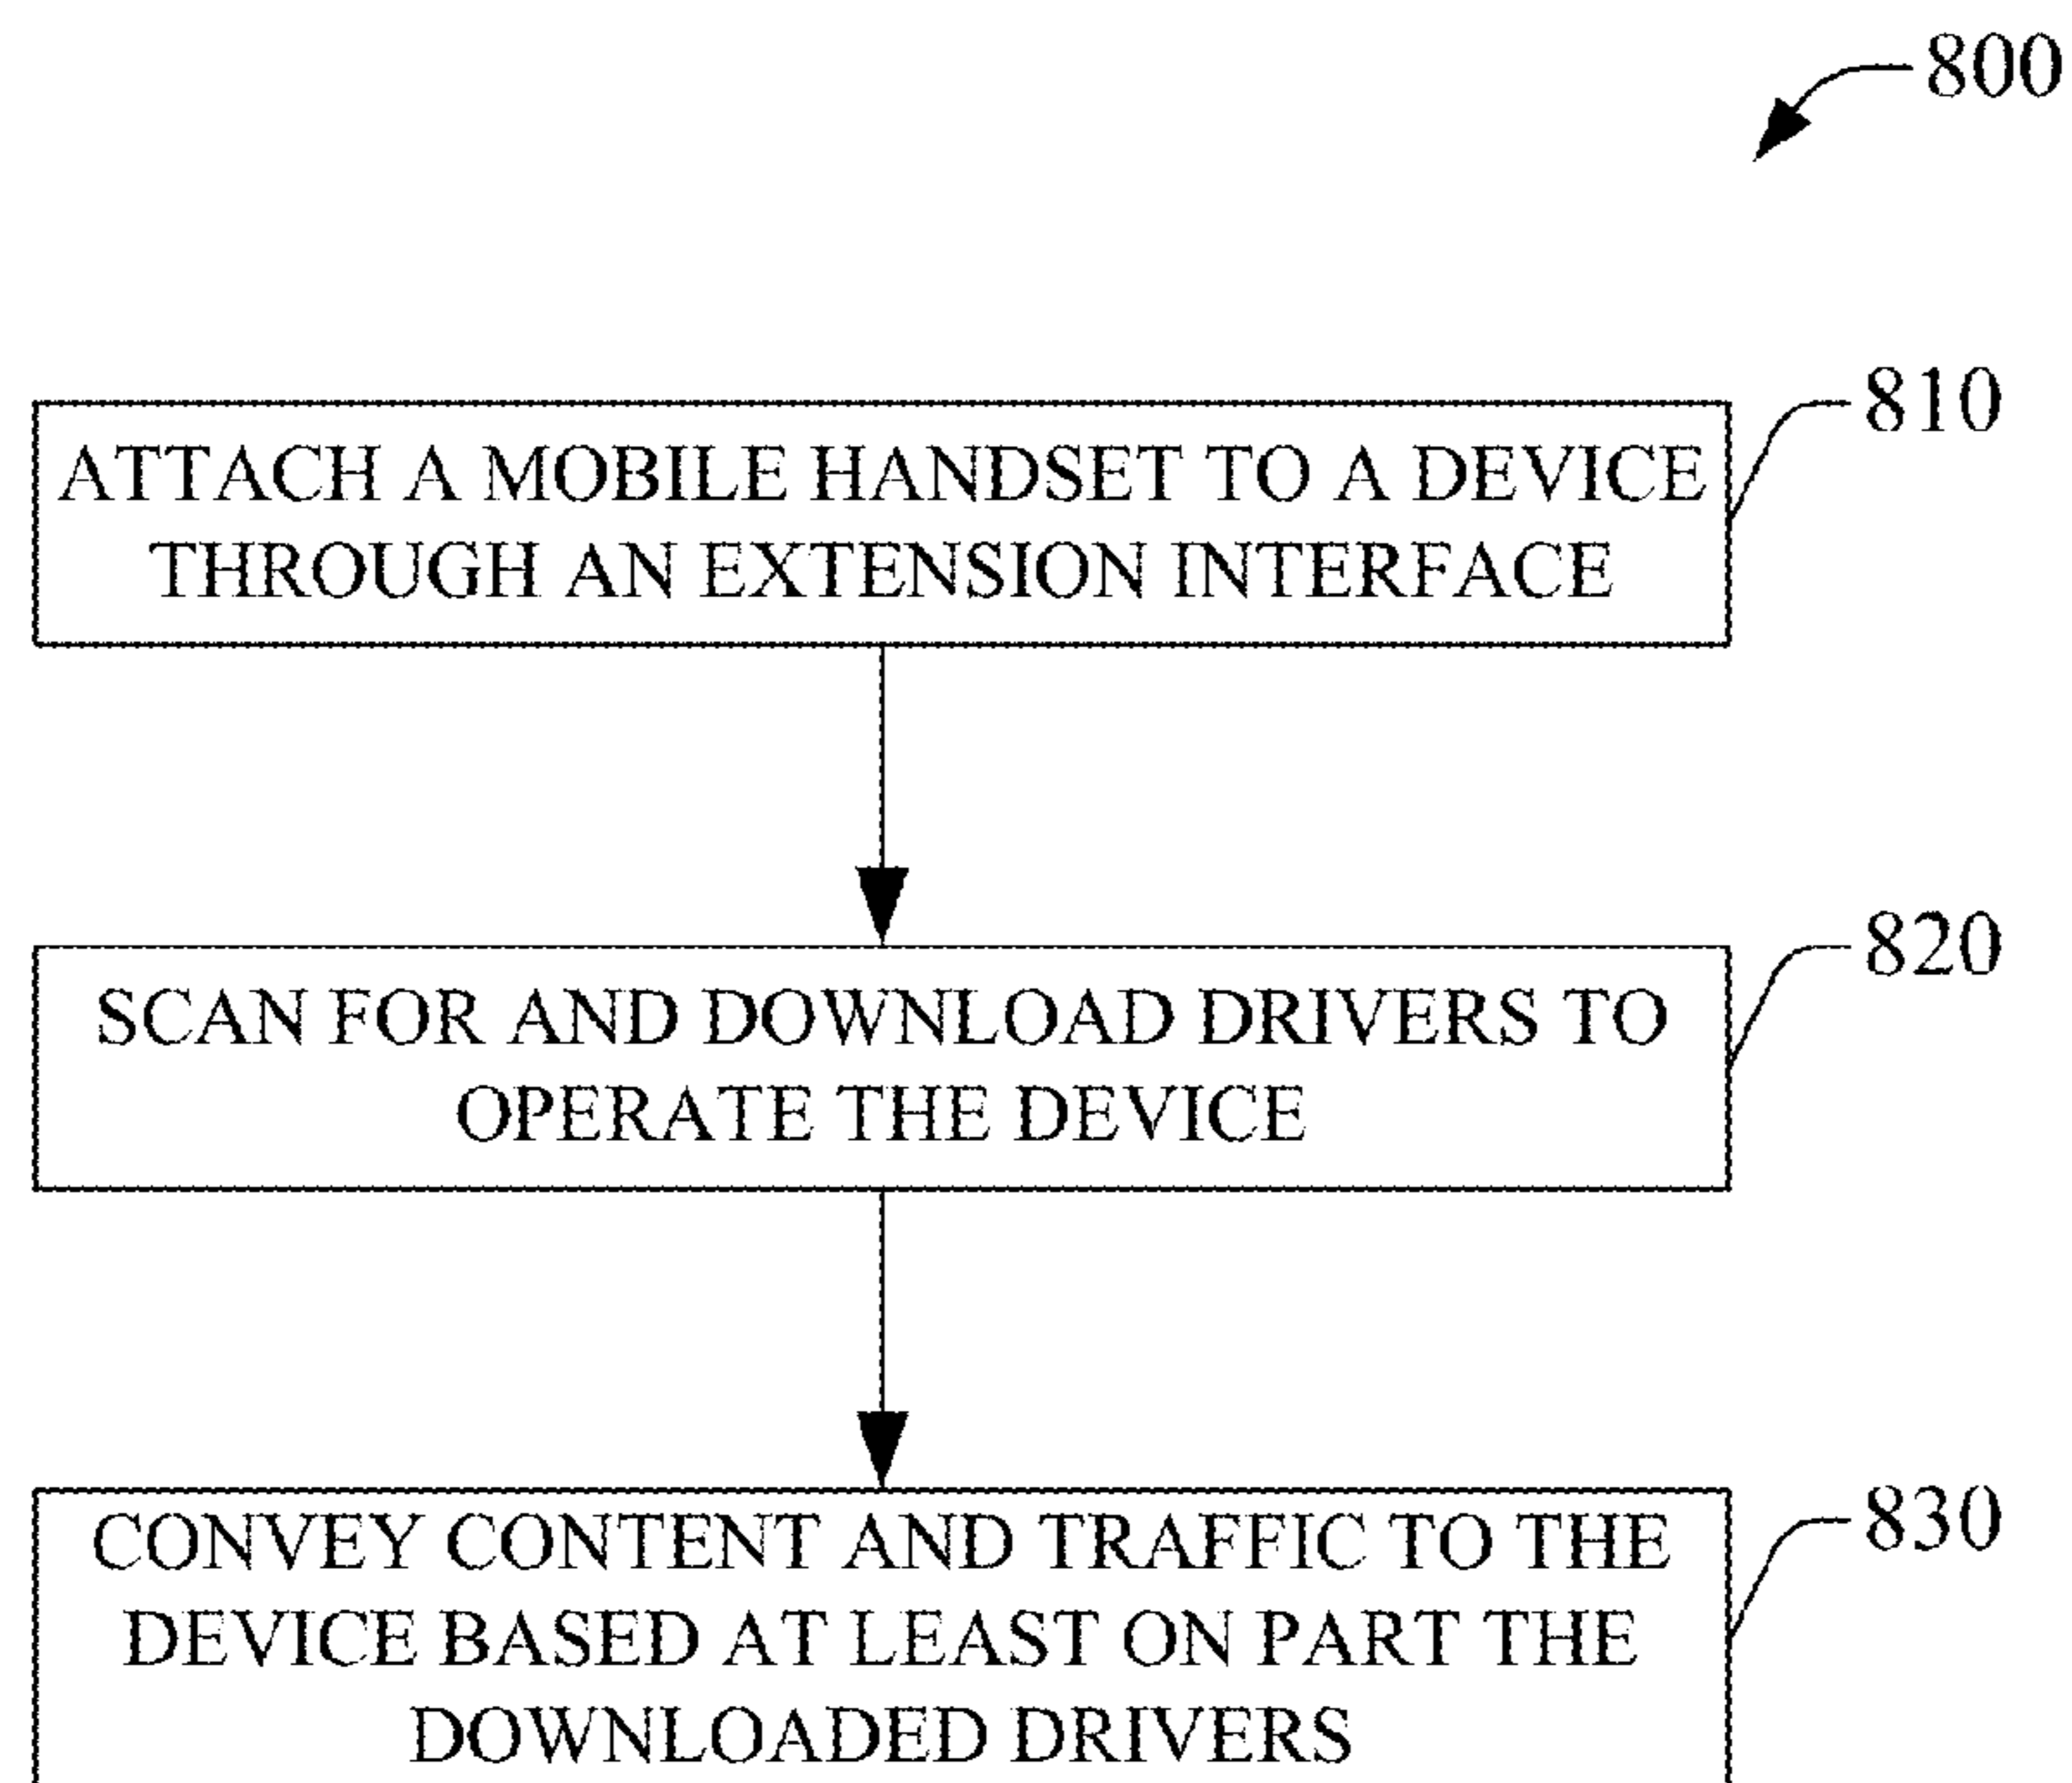 800
810
ATTACH A MOBILE HANDSET TO A DEVICE
THROUGH AN EXTENSION INTERFACE
820
SCAN FOR AND DOWNLOAD DRIVERS TO
OPERATE THE DEVICE
830
CONVEY CONTENT AND TRAFFIC TO THE
DEVICE BASED AT LEAST ON PART THE
DOWNLOADED DRIVERS